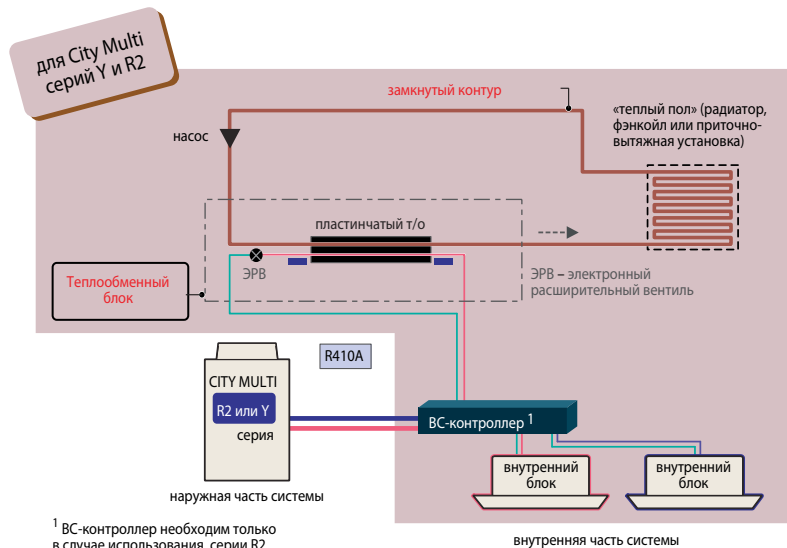 для City Multi
серий Y и R2
замкнутый контур
«теплый пол» (радиатор,
фэнкойл или приточно-
вытяжная установка)
насос
пластинчатый т/о
ЭРВ
ЭРВ – электронный
расширительный вентиль
Теплообменный
блок
R410A
CITY MULTI
R2 или Y
серия
BC-контроллер 1
внутренний
блок
внутренний
блок
наружная часть системы
1 BC-контроллер необходим только
в случае использования серии R2
внутренняя часть системы